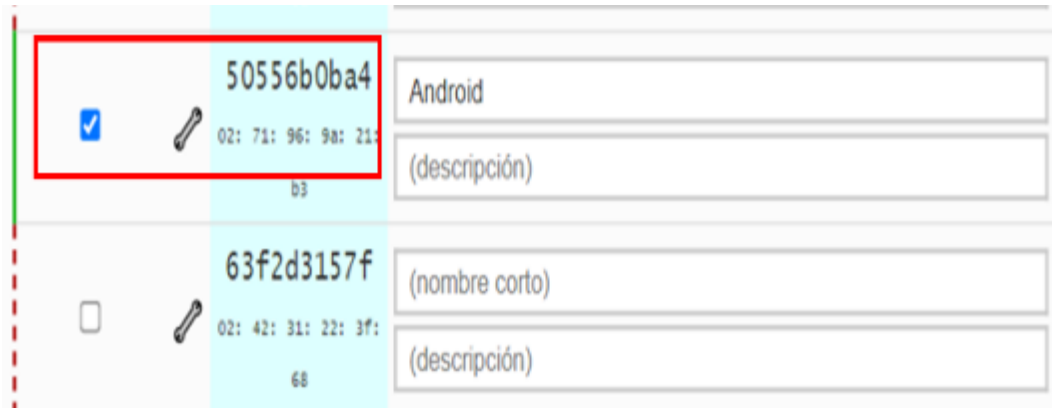 50556b0ba4
Android
02: 71: 96: 9a: 21:
b3
(descripción)
63f2d3157f
(nombre corto)
02: 42: 31: 22: 3f:
68
(descripción)